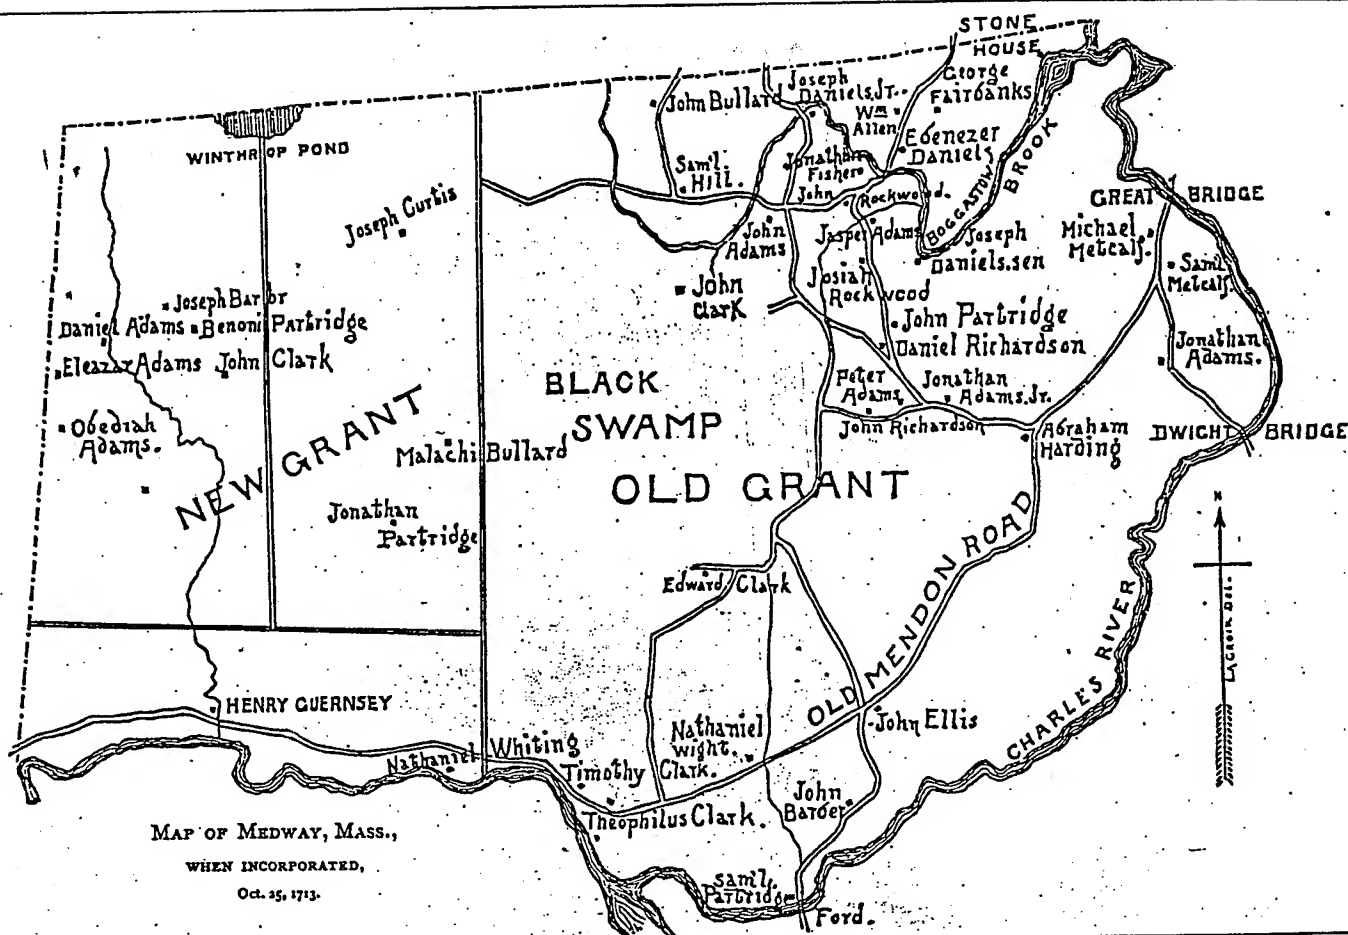 STONE
HOUSE
George
Fairbanks
Joseph
Daniels, Jr.
Wm
Allen
John Bullard
Ebenezer
Daniels
WINTHROP POND
Sam'l
Hill.
Jonathan
Fisher
John Rockwood.
BOGGASTOW
BROOK
GREAT BRIDGE
Joseph Curtis
John
Adams
Jasper Adams
Joseph
Daniels. sen
Michael
Metcalf.
Sam'l
Metcalf.
Josiah
Rockwood
John
Clark
Joseph Barbor
Daniel Adams
Benoni Partridge
John Partridge
Daniel Richardson
Jonathan
Adams.
Eleazar Adams
John Clark
BLACK
SWAMP
Peter
Adams
Jonathan
Adams, Jr.
Obediah
Adams.
NEW GRANT
Malachi Bullard
John Richardson
Abraham
Harding
DWIGHT BRIDGE
OLD GRANT
Jonathan
Partridge
N
Edward Clark
OLD MENDON ROAD
CHARLES RIVER
LaCroix Del.
HENRY GUERNSEY
John Ellis
Nathaniel
Wight.
Nathaniel Whiting
Timothy Clark.
John
Barber
Theophilus Clark.
MAP OF MEDWAY, MASS.,
WHEN INCORPORATED,
Oct. 25, 1713.
Sam'l.
Partridge
Ford.